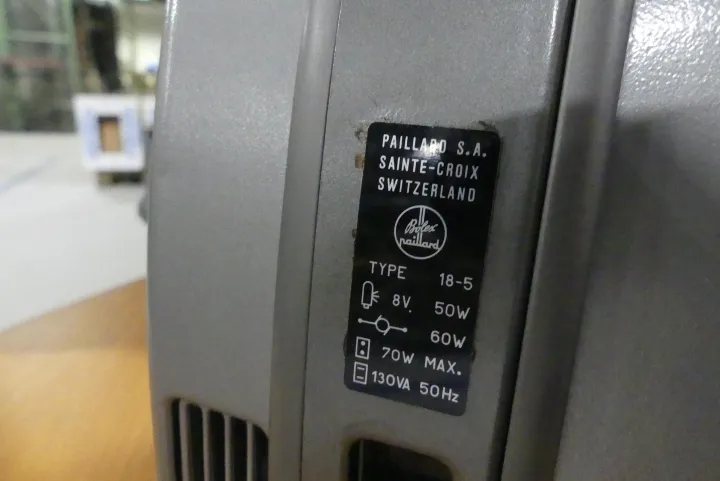 PAILLARD S.A.
SAINTE-CROIX
SWITZERLAND
Bolex
paillard
TYPE 18-5
8V. 50W
60W
70W MAX.
130VA 50Hz